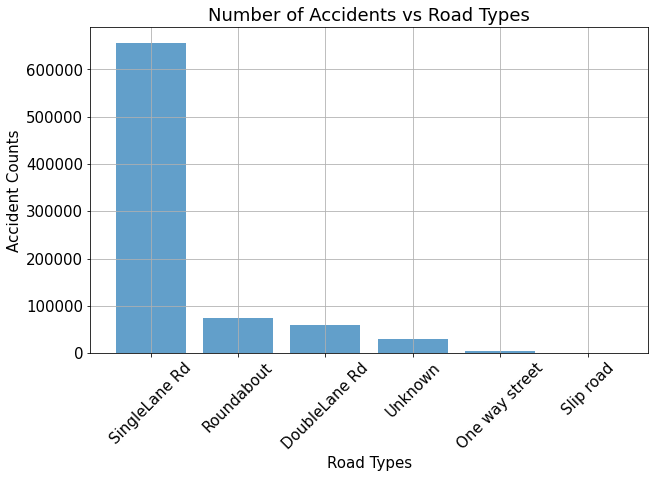 Number of Accidents vs Road Types
Accident Counts
600000
500000
400000
300000
200000
100000
0
SingleLane Rd
Roundabout
DoubleLane Rd
Unknown
One way street
Slip road
Road Types